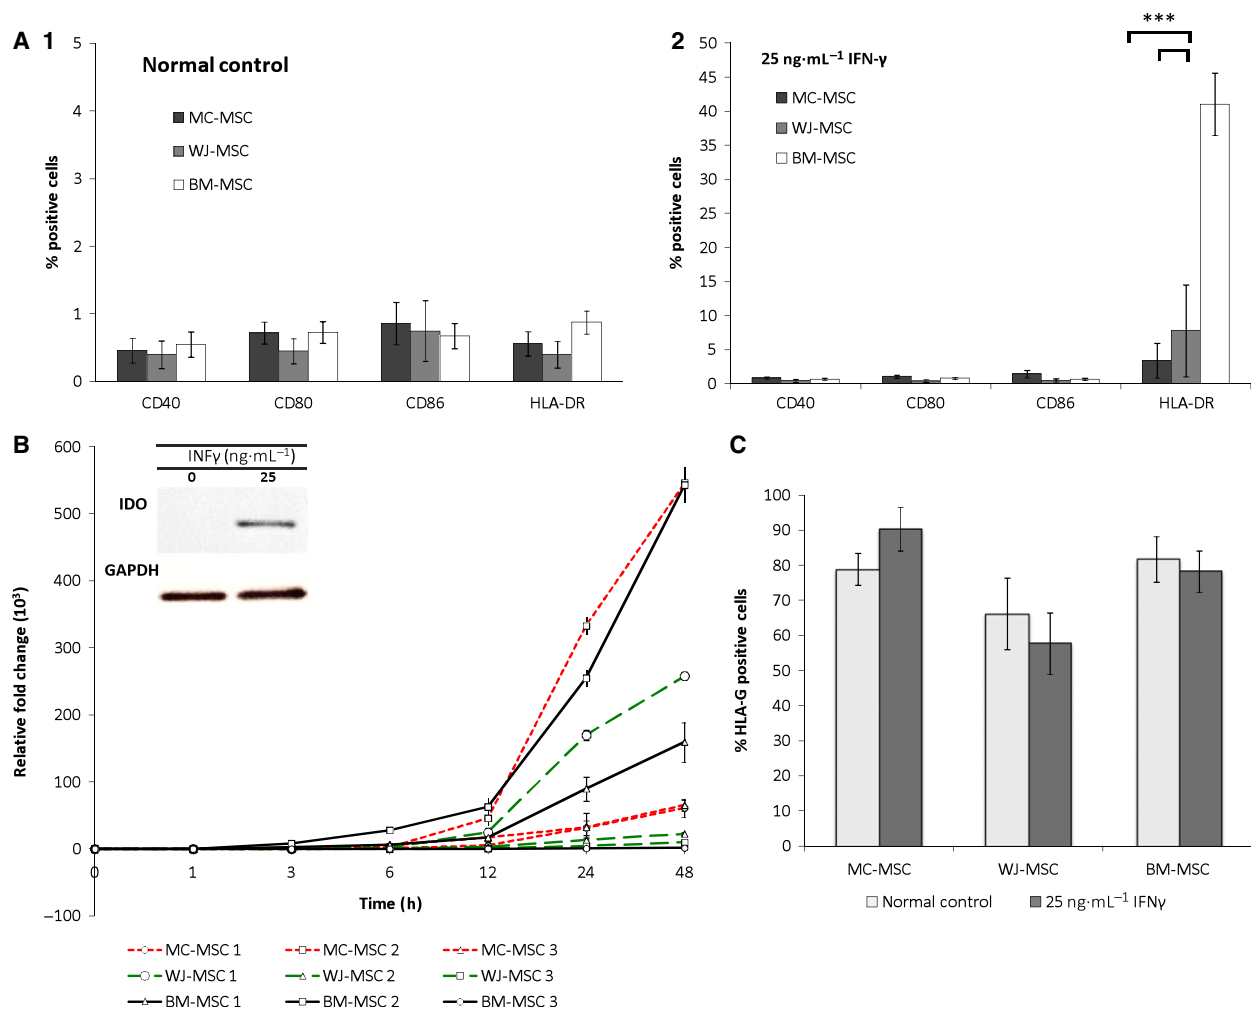 A 1
5
4
3
2
1
0
% positive cells
Normal control
MC-MSC
WJ-MSC
BM-MSC
CD40 CD80 CD86 HLA-DR
2
50
45
40
35
30
25
20
15
10
5
0
% positive cells
25 ng·mL⁻¹ IFN-γ
MC-MSC
WJ-MSC
BM-MSC
***
CD40 CD80 CD86 HLA-DR
B
600
500
400
300
200
100
0
−100
Relative fold change (10³)
INFγ (ng·mL⁻¹)
0 25
IDO
GAPDH
0 1 3 6 12 24 48
Time (h)
MC-MSC 1 MC-MSC 2 MC-MSC 3
WJ-MSC 1 WJ-MSC 2 WJ-MSC 3
BM-MSC 1 BM-MSC 2 BM-MSC 3
C
100
90
80
70
60
50
40
30
20
10
0
% HLA-G positive cells
MC-MSC WJ-MSC BM-MSC
Normal control 25 ng·mL⁻¹ IFNγ